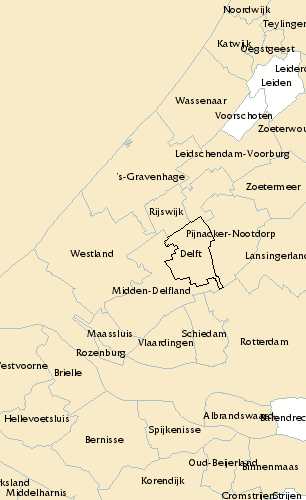 Noordwijk
Teylingen
Katwijk
Oegstgeest
Leiderd
Leiden
Wassenaar
Voorschoten
Zoeterwou
Leidschendam-Voorburg
's-Gravenhage
Zoetermeer
Rijswijk
Pijnacker-Nootdorp
Westland
Delft
Lansingerland
Midden-Delfland
Maassluis
Schiedam
Vlaardingen
Rotterdam
Rozenburg
Westvoorne
Brielle
Albrandswaard
Barendrec
Hellevoetsluis
Spijkenisse
Bernisse
Oud-Beijerland
Binnenmaas
Korendijk
rksland
Middelharnis
Cromstrijen
Strijen